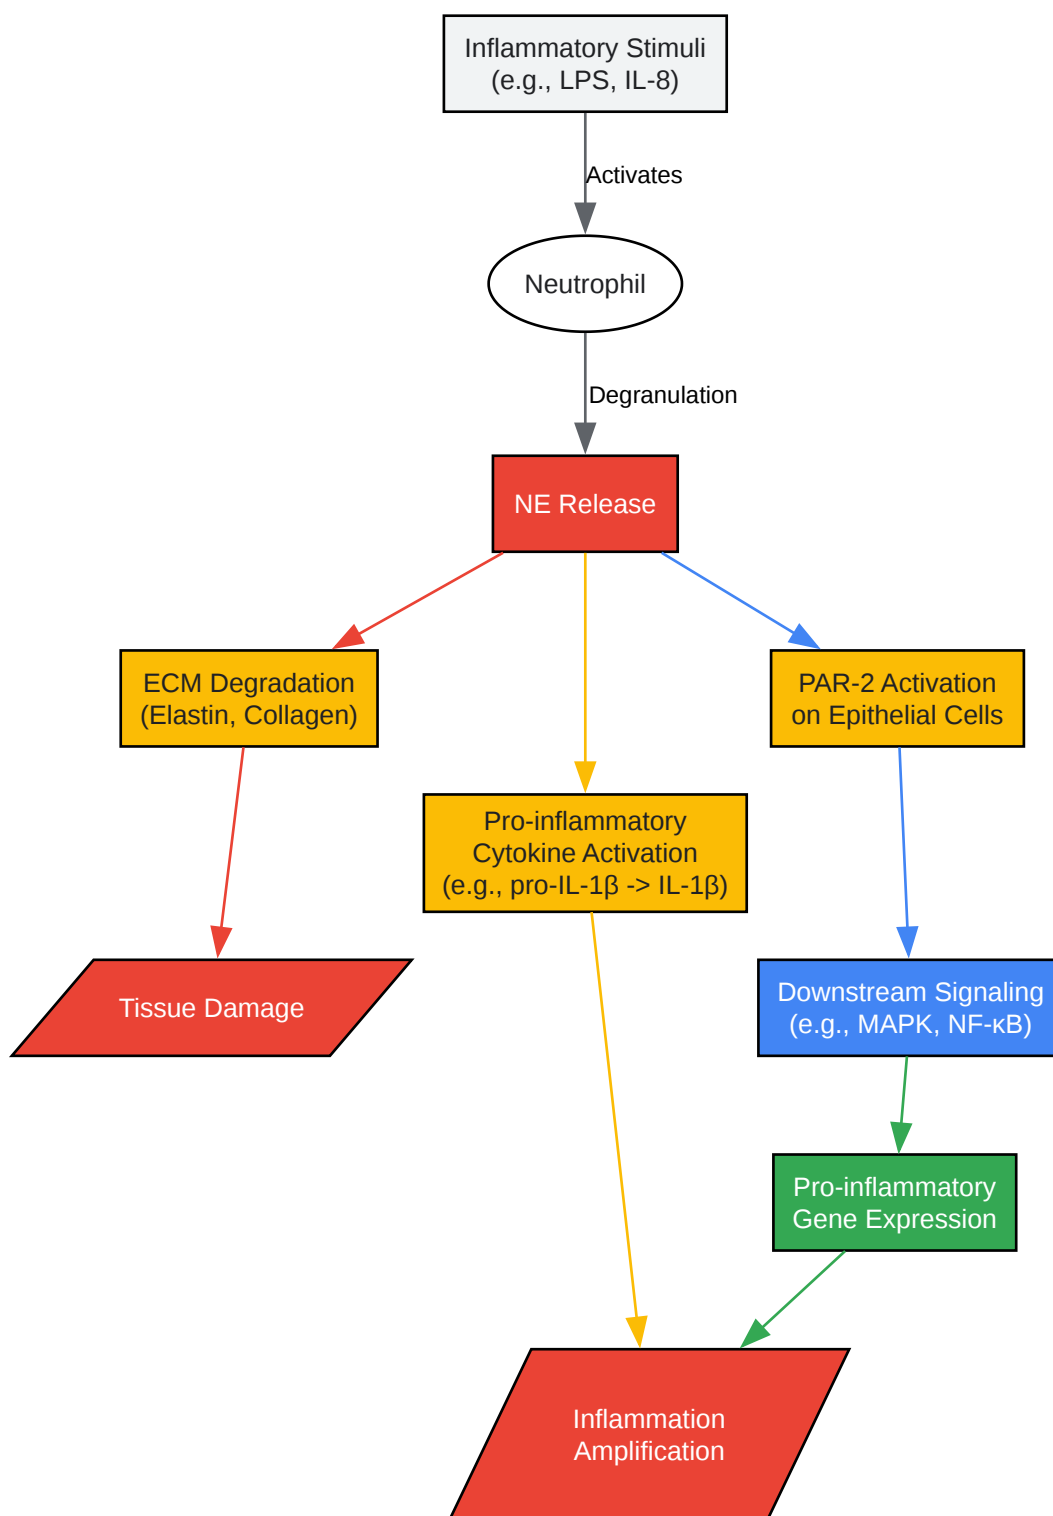 Inflammatory Stimuli
(e.g., LPS, IL-8)
Activates
Neutrophil
Degranulation
NE Release
ECM Degradation
(Elastin, Collagen)
PAR-2 Activation
on Epithelial Cells
Pro-inflammatory
Cytokine Activation
(e.g., pro-IL-1β -> IL-1β)
Tissue Damage
Downstream Signaling
(e.g., MAPK, NF-κB)
Pro-inflammatory
Gene Expression
Inflammation
Amplification